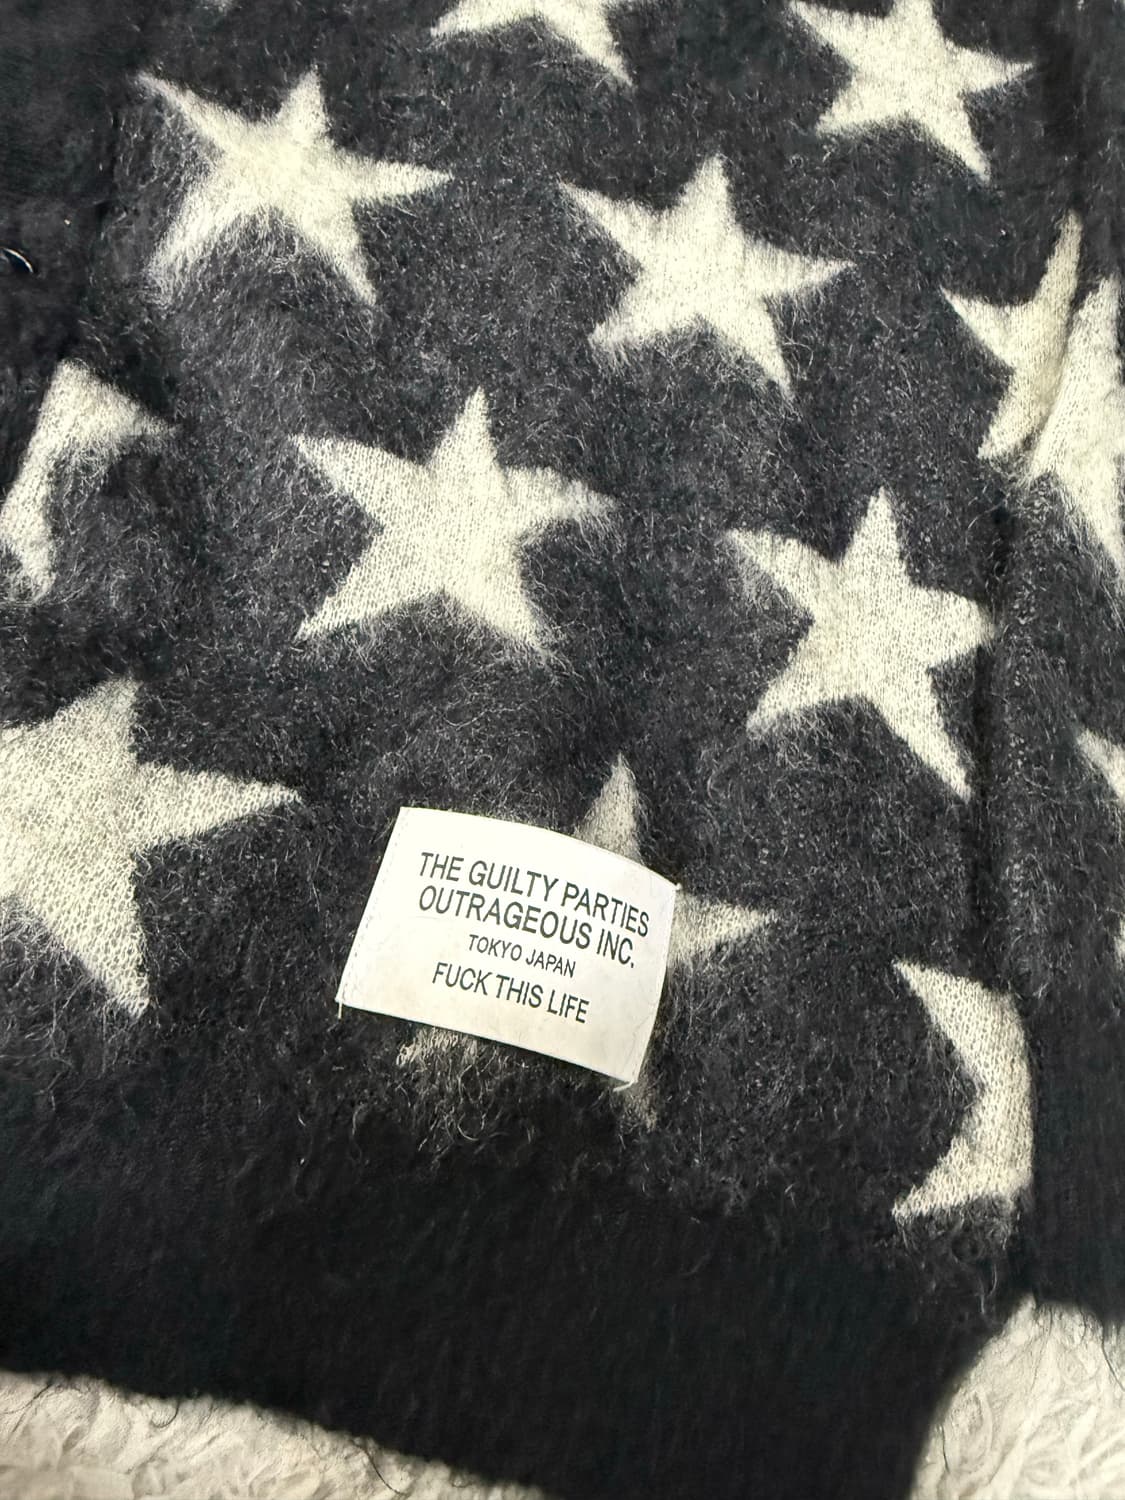 THE GUILTY PARTIES
OUTRAGEOUS INC.
TOKYO JAPAN
FUCK THIS LIFE